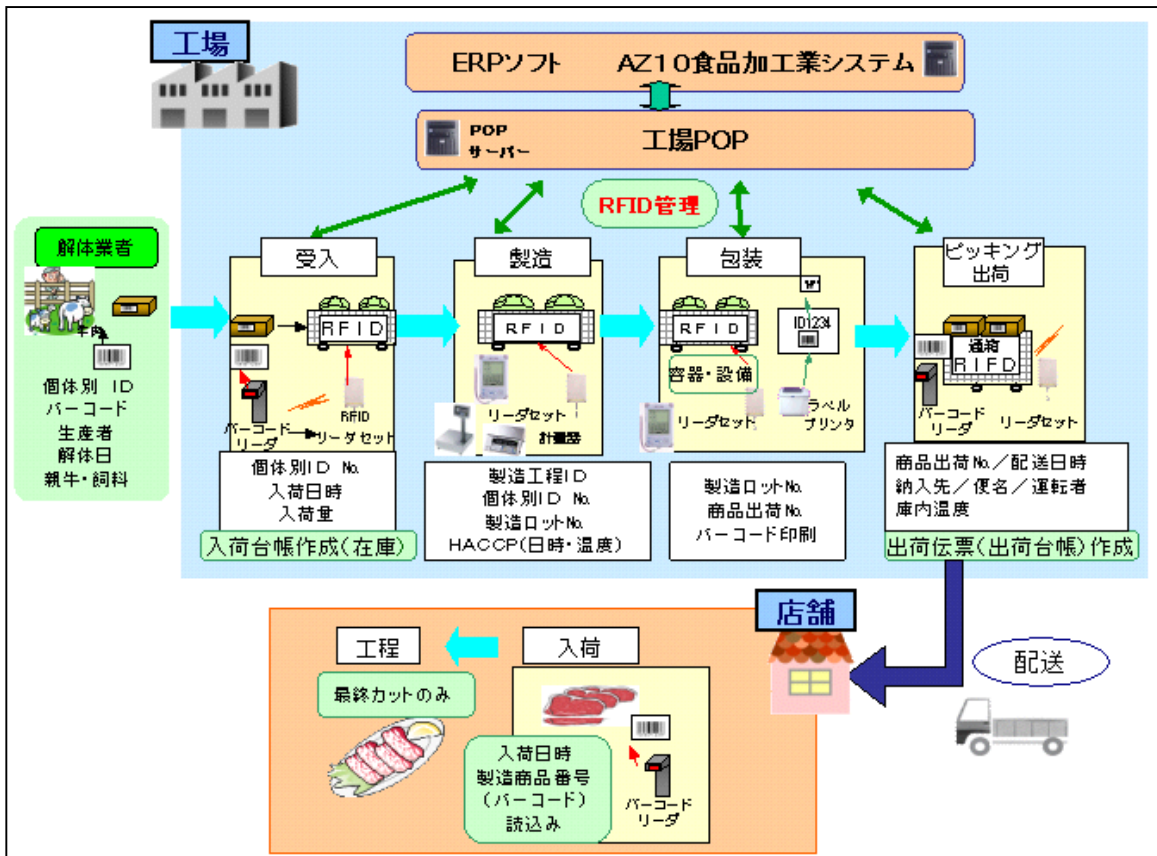 工場
ERPソフト AZ10食品加工業システム
POP
サーバー
工場POP
RFID管理
解体業者
牛肉
個体別 ID
バーコード
生産者
解体日
親牛・飼料
受入
RFID
RFID
バーコード
リーダ
リーダセット
個体別ID No.
入荷日時
入荷量
入荷台帳作成(在庫)
製造
RFID
リーダセット
計量器
製造工程ID
個体別ID No.
製造ロットNo.
HACCP(日時・温度)
包装
RFID
ID1234
容器・設備
リーダセット
ラベル
プリンタ
製造ロットNo.
商品出荷No.
バーコード印刷
ピッキング
出荷
通箱
RIFD
バーコード
リーダ
リーダセット
商品出荷No./配送日時
納入先/便名/運転者
庫内温度
出荷伝票(出荷台帳)作成
店舗
配送
工程
入荷
最終カットのみ
入荷日時
製造商品番号
(バーコード)
読込み
バーコード
リーダ